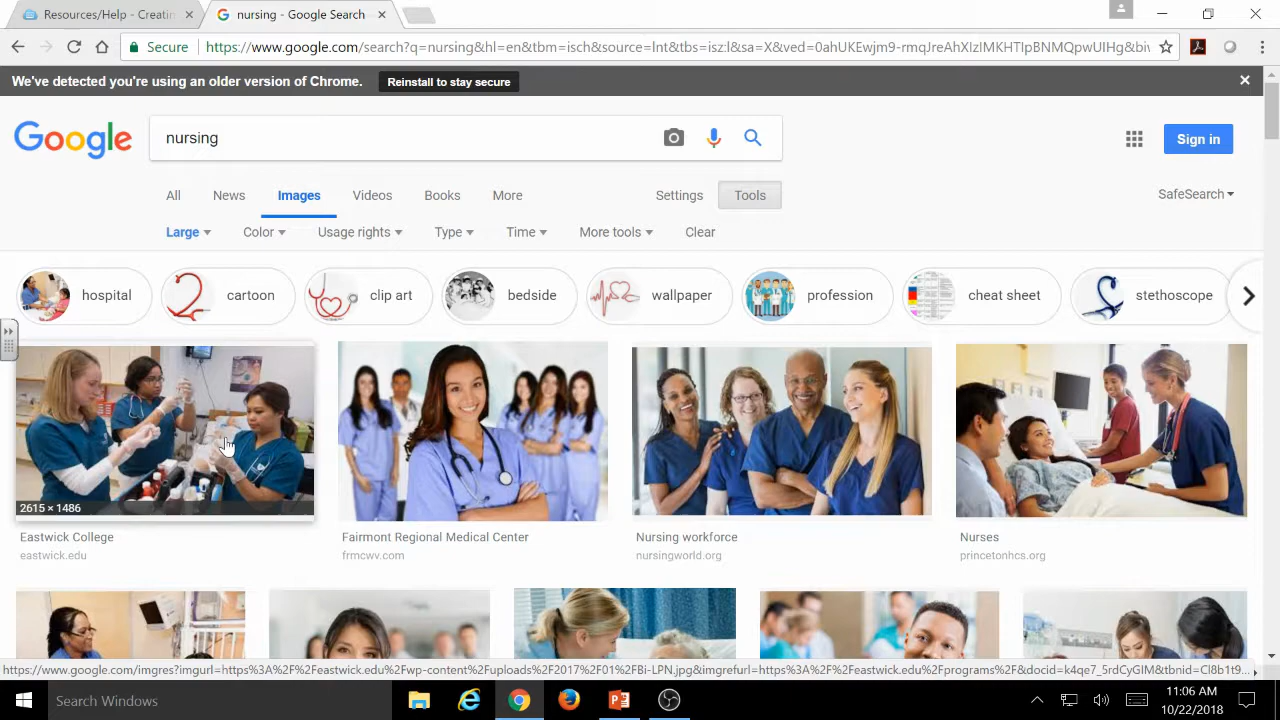 Resources/Help - Creatin
nursing - Google Search
Secure
https://www.google.com/search?q=nursing&hl=en&tbm=isch&source=lnt&tbs=isz:l&sa=X&ved=0ahUKEwjm9-rmqJreAhXIzIMKHTIpBNMQpwUIHg&biv
We've detected you're using an older version of Chrome.
Reinstall to stay secure
Google
nursing
Sign in
All
News
Images
Videos
Books
More
Settings
Tools
SafeSearch
Large
Color
Usage rights
Type
Time
More tools
Clear
hospital
cartoon
clip art
bedside
wallpaper
profession
cheat sheet
stethoscope
2615 × 1486
Eastwick College
Fairmont Regional Medical Center
Nursing workforce
Nurses
eastwick.edu
frmcwv.com
nursingworld.org
princetonhcs.org
https://www.google.com/imgres?imgurl=https%3A%2F%2Feastwick.edu%2Fwp-content%2Fuploads%2F2017%2F01%2FBi-LPN.jpg&imgrefurl=https%3A%2F%2Feastwick.edu%2Fprograms%2F&docid=k4qe7_5rdCyGIM&tbnid=Cl8b1t9...
Search Windows
11:06 AM
10/22/2018